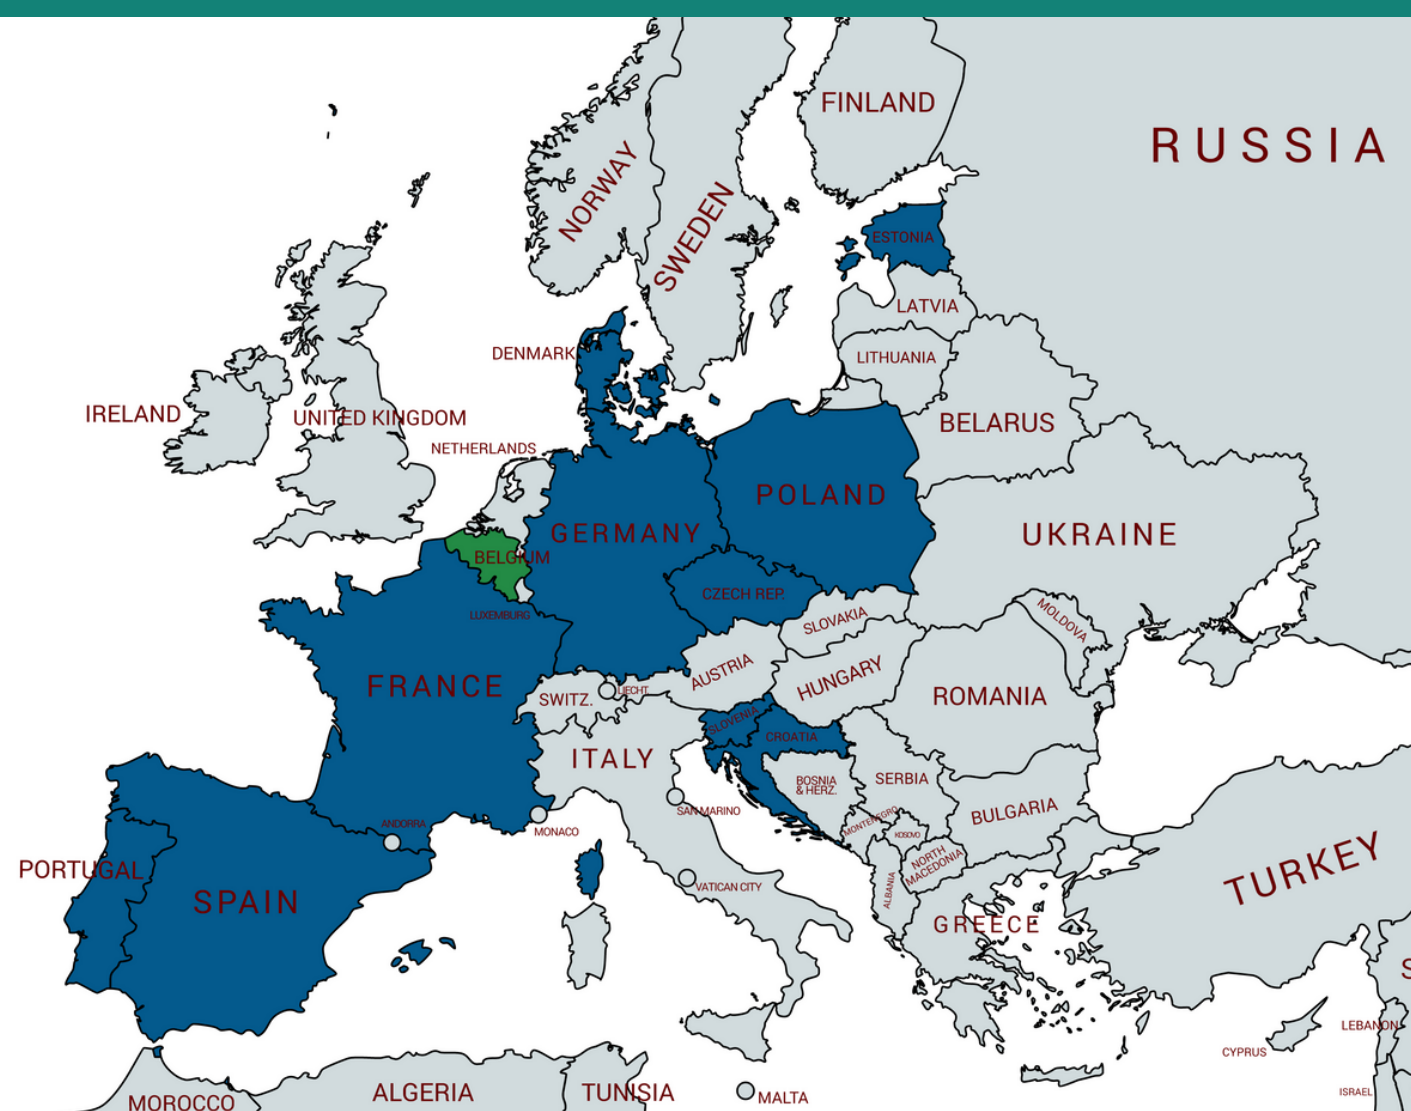 FINLAND
RUSSIA
NORWAY
SWEDEN
ESTONIA
LATVIA
DENMARK
LITHUANIA
IRELAND
UNITED KINGDOM
BELARUS
NETHERLANDS
POLAND
GERMANY
UKRAINE
BELGIUM
CZECH REP.
LUXEMBURG
SLOVAKIA
MOLDOVA
AUSTRIA
HUNGARY
FRANCE
SWITZ.
LIECHT.
ROMANIA
SLOVENIA
CROATIA
ITALY
BOSNIA
& HERZ.
SERBIA
SAN MARINO
BULGARIA
ANDORRA
MONACO
MONTENEGRO
KOSOVO
NORTH
MACEDONIA
PORTUGAL
TURKEY
SPAIN
VATICAN CITY
ALBANIA
GREECE
S
LEBANON
CYPRUS
ALGERIA
TUNISIA
MALTA
ISRAEL
MOROCCO